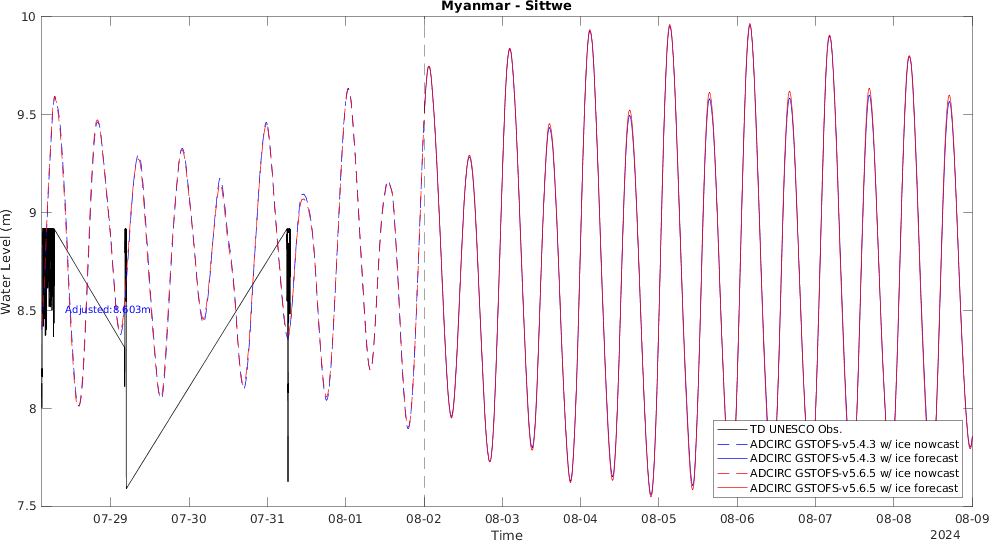 Myanmar - Sittwe
10
9.5
9
8.5
8
7.5
Water Level (m)
Adjusted:8.603m
TD UNESCO Obs.
ADCIRC GSTOFS-v5.4.3 w/ ice nowcast
ADCIRC GSTOFS-v5.4.3 w/ ice forecast
ADCIRC GSTOFS-v5.6.5 w/ ice nowcast
ADCIRC GSTOFS-v5.6.5 w/ ice forecast
07-29 07-30 07-31 08-01 08-02 08-03 08-04 08-05 08-06 08-07 08-08 08-09
Time
2024